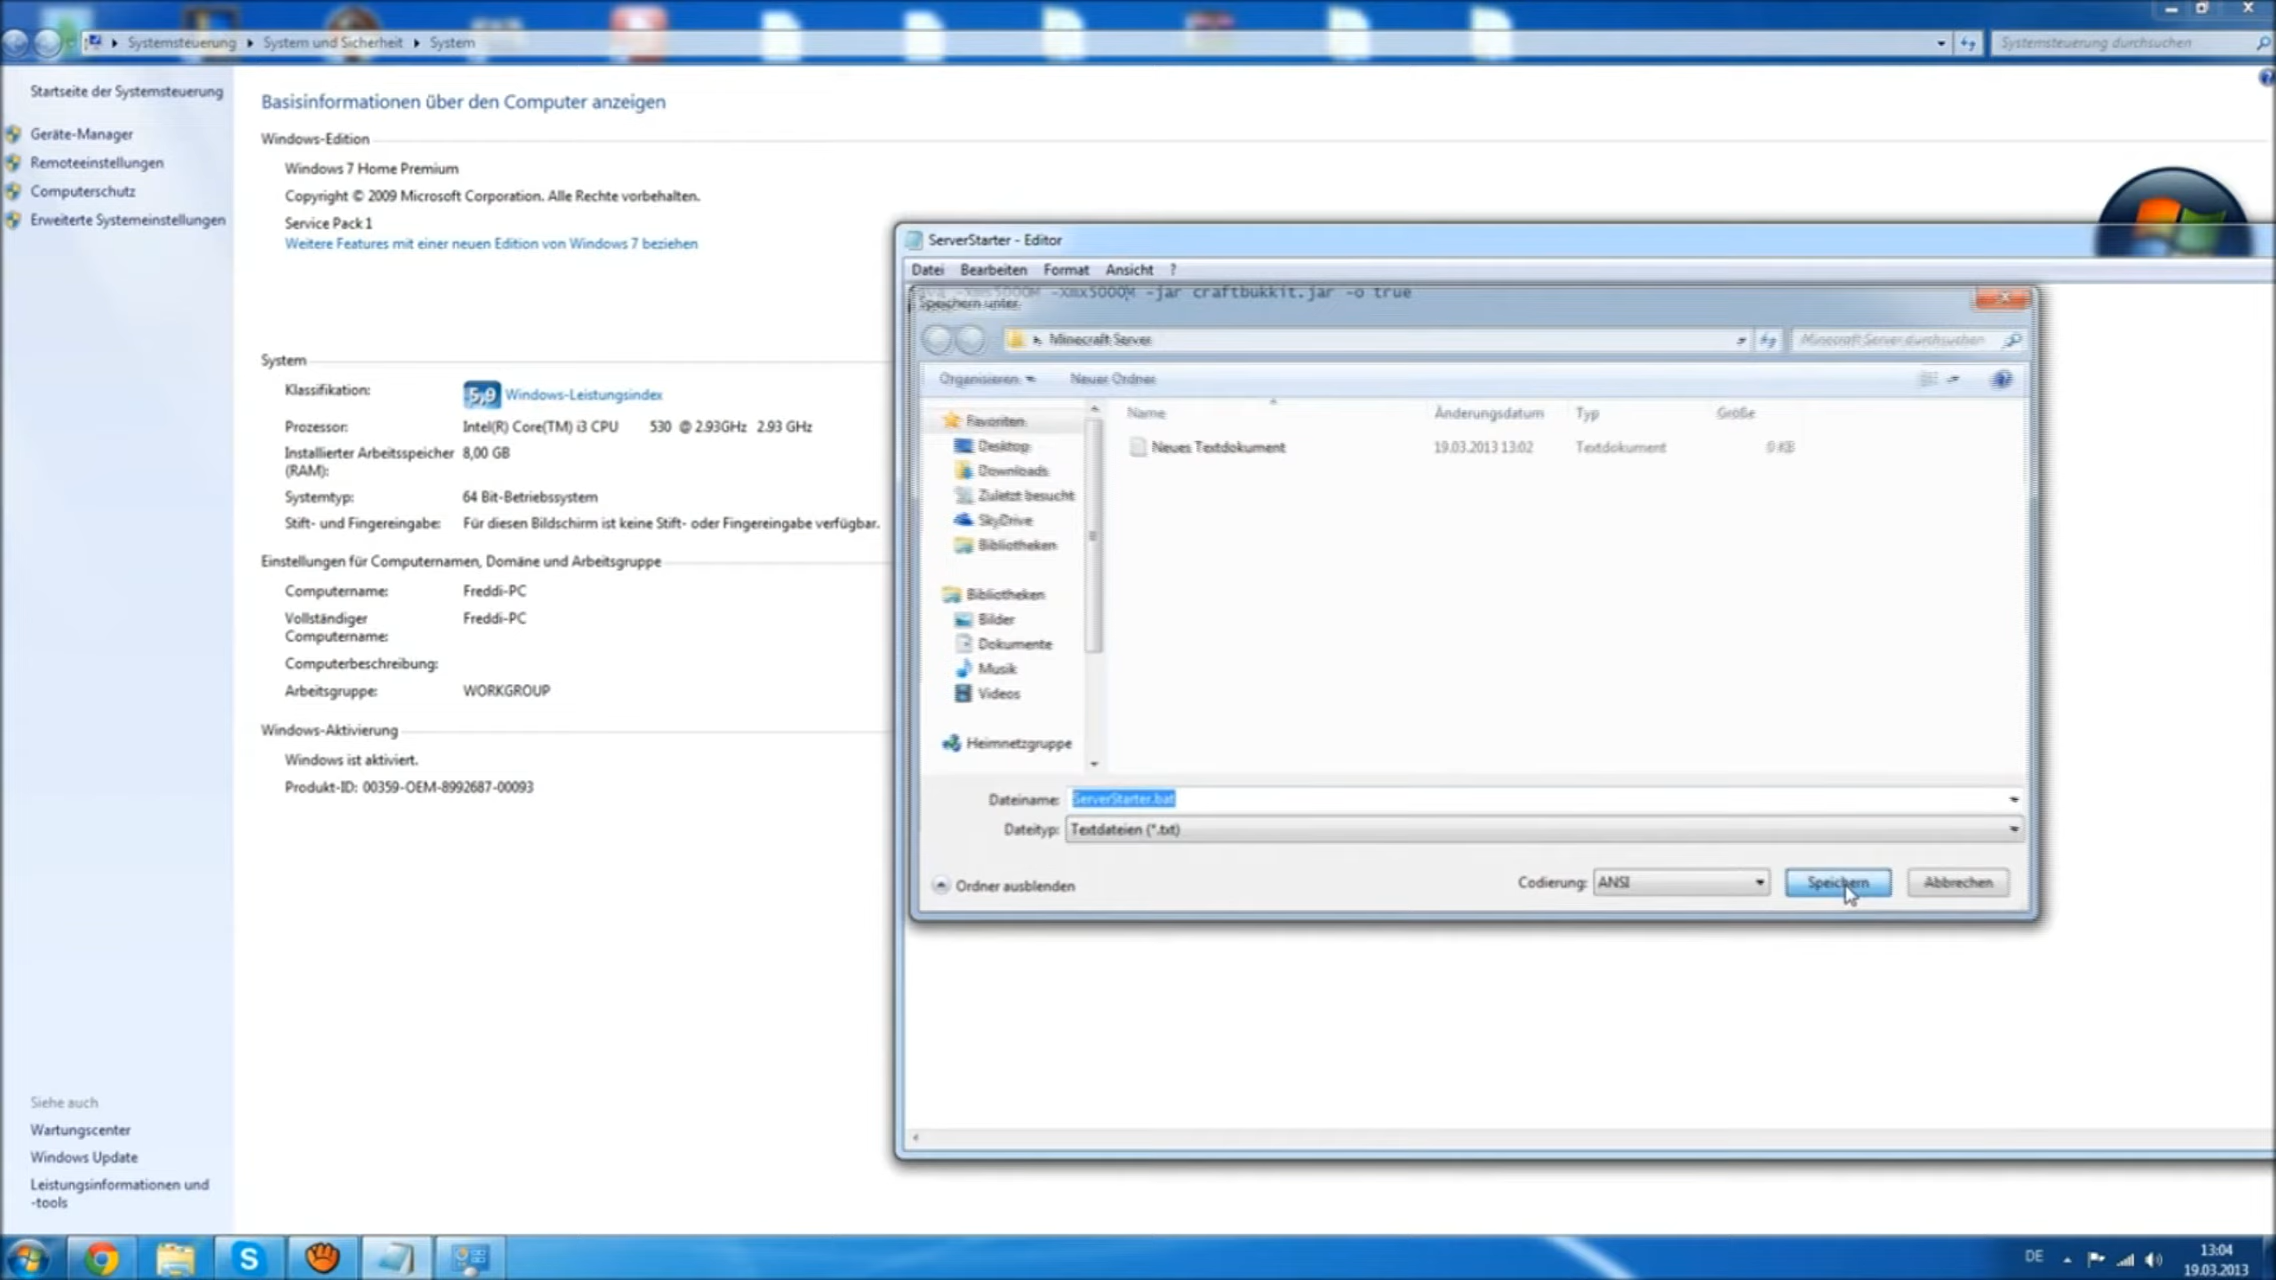 Systemsteuerung
System und Sicherheit
System
Systemsteuerung durchsuchen
Startseite der Systemsteuerung
Geräte-Manager
Remoteeinstellungen
Computerschutz
Erweiterte Systemeinstellungen
Basisinformationen über den Computer anzeigen
Windows-Edition
Windows 7 Home Premium
Copyright © 2009 Microsoft Corporation. Alle Rechte vorbehalten.
Service Pack 1
Weitere Features mit einer neuen Edition von Windows 7 beziehen
System
Klassifikation: 5,9 Windows-Leistungsindex
Prozessor: Intel(R) Core(TM) i3 CPU 530 @ 2.93GHz 2.93 GHz
Installierter Arbeitsspeicher 8,00 GB
(RAM):
Systemtyp: 64 Bit-Betriebssystem
Stift- und Fingereingabe: Für diesen Bildschirm ist keine Stift- oder Fingereingabe verfügbar.
Einstellungen für Computernamen, Domäne und Arbeitsgruppe
Computername: Freddi-PC
Vollständiger Freddi-PC
Computername:
Computerbeschreibung:
Arbeitsgruppe: WORKGROUP
Windows-Aktivierung
Windows ist aktiviert.
Produkt-ID: 00359-OEM-8992687-00093
Siehe auch
Wartungscenter
Windows Update
Leistungsinformationen und
-tools
ServerStarter - Editor
Datei Bearbeiten Format Ansicht ?
-Xmx5000M -jar craftbukkit.jar -o true
Speichern unter
Minecraft Server
Minecraft Server durchsuchen
Organisieren Neuer Ordner
Name Änderungsdatum Typ Größe
Neues Textdokument 19.03.2013 13:02 Textdokument 0 KB
Favoriten
Desktop
Downloads
Zuletzt besucht
SkyDrive
Bibliotheken
Bibliotheken
Bilder
Dokumente
Musik
Videos
Heimnetzgruppe
Dateiname: ServerStarter.bat
Dateityp: Textdateien (*.txt)
Ordner ausblenden
Codierung: ANSI
Speichern
Abbrechen
DE
13:04
19.03.2013